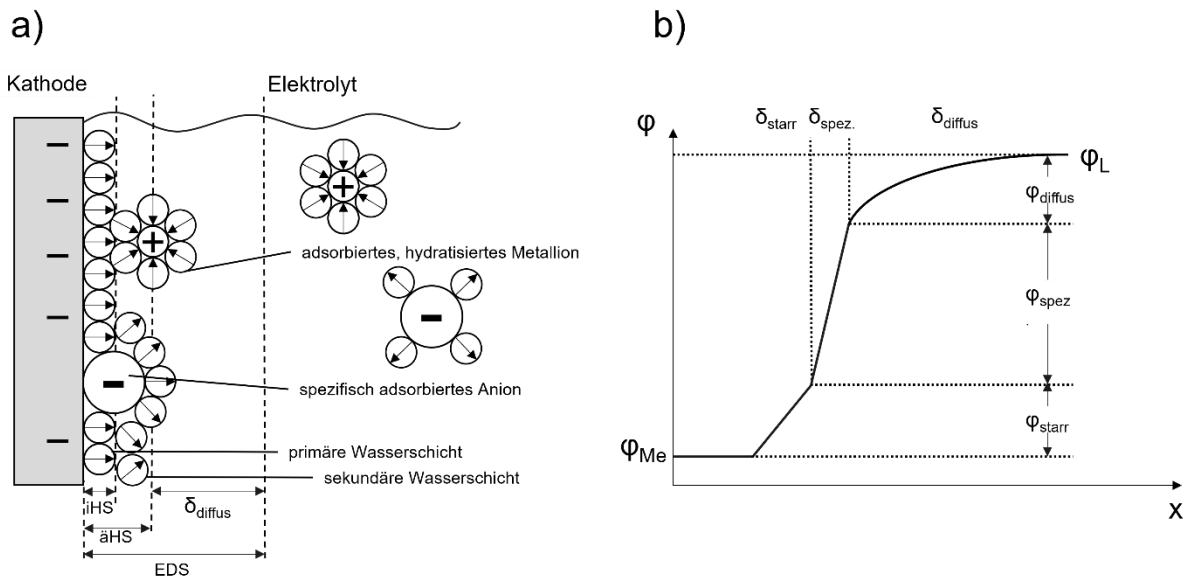 a)
Kathode
Elektrolyt
adsorbiertes, hydratisiertes Metallion
spezifisch adsorbiertes Anion
primäre Wasserschicht
sekundäre Wasserschicht
iHS
δdiffus
äHS
EDS
b)
φ
δstarr
δspez.
δdiffus
φL
φdiffus
φspez
φstarr
φMe
x